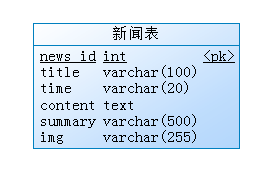 新闻表
news_id int <pk>
title varchar(100)
time varchar(20)
content text
summary varchar(500)
img varchar(255)